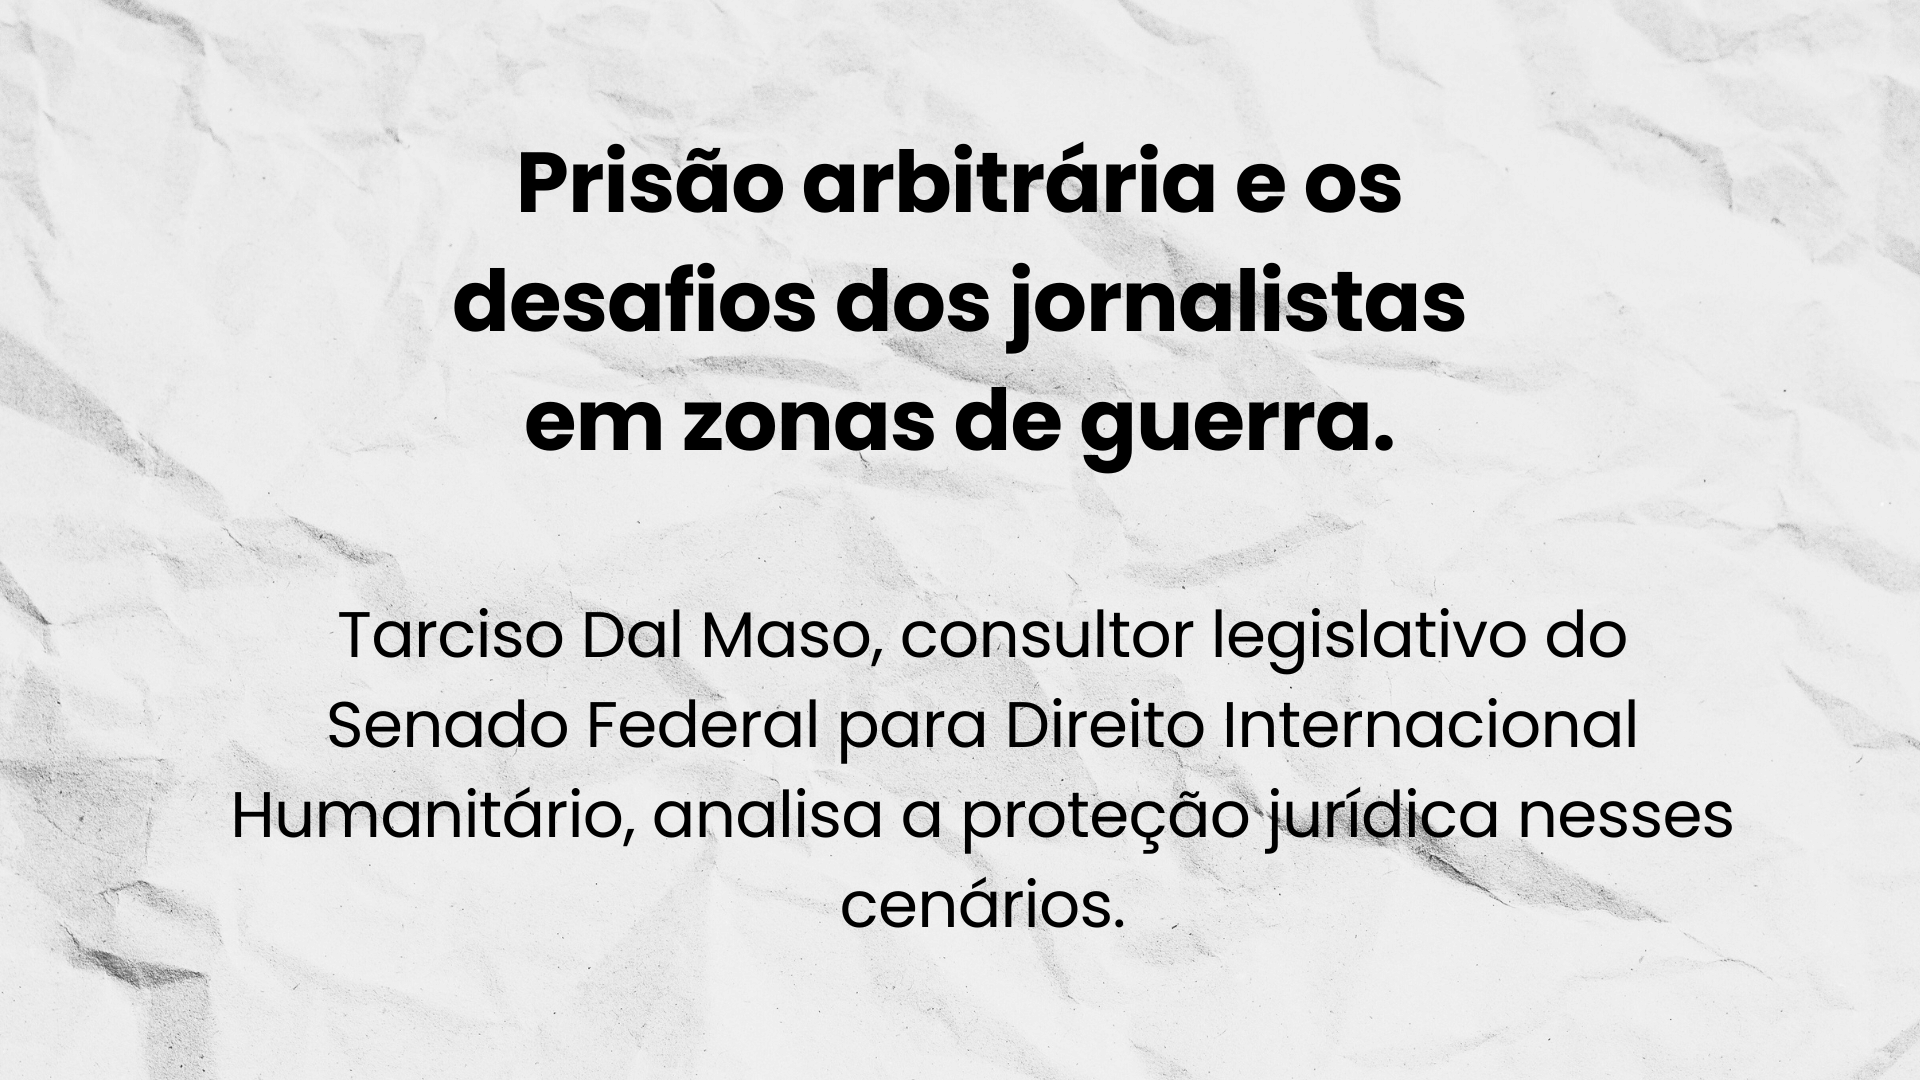 Prisão arbitrária e os
desafios dos jornalistas
em zonas de guerra.
Tarciso Dal Maso, consultor legislativo do
Senado Federal para Direito Internacional
Humanitário, analisa a proteção jurídica nesses
cenários.